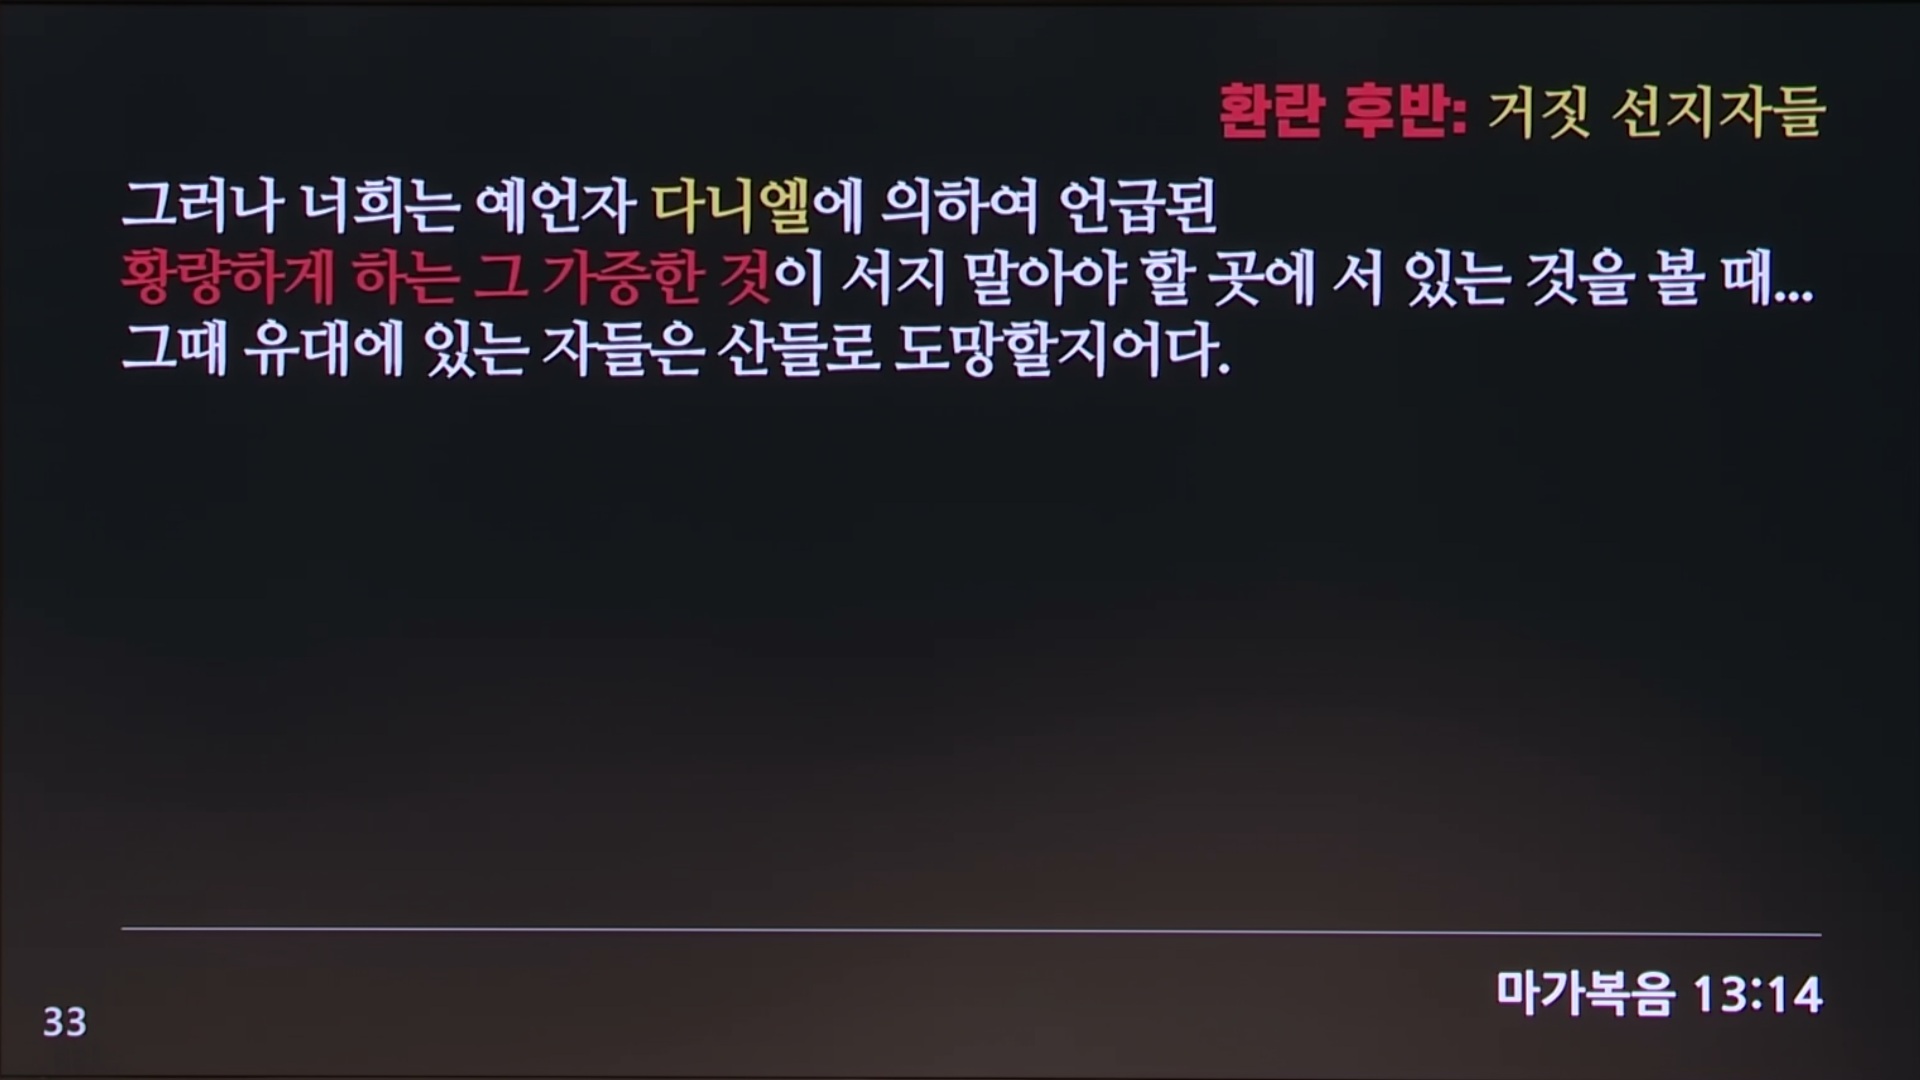 환란 후반: 거짓 선지자들
그러나 너희는 예언자 다니엘에 의하여 언급된
황량하게 하는 그 가증한 것이 서지 말아야 할 곳에 서 있는 것을 볼 때...
그때 유대에 있는 자들은 산들로 도망할지어다.
마가복음 13:14
33